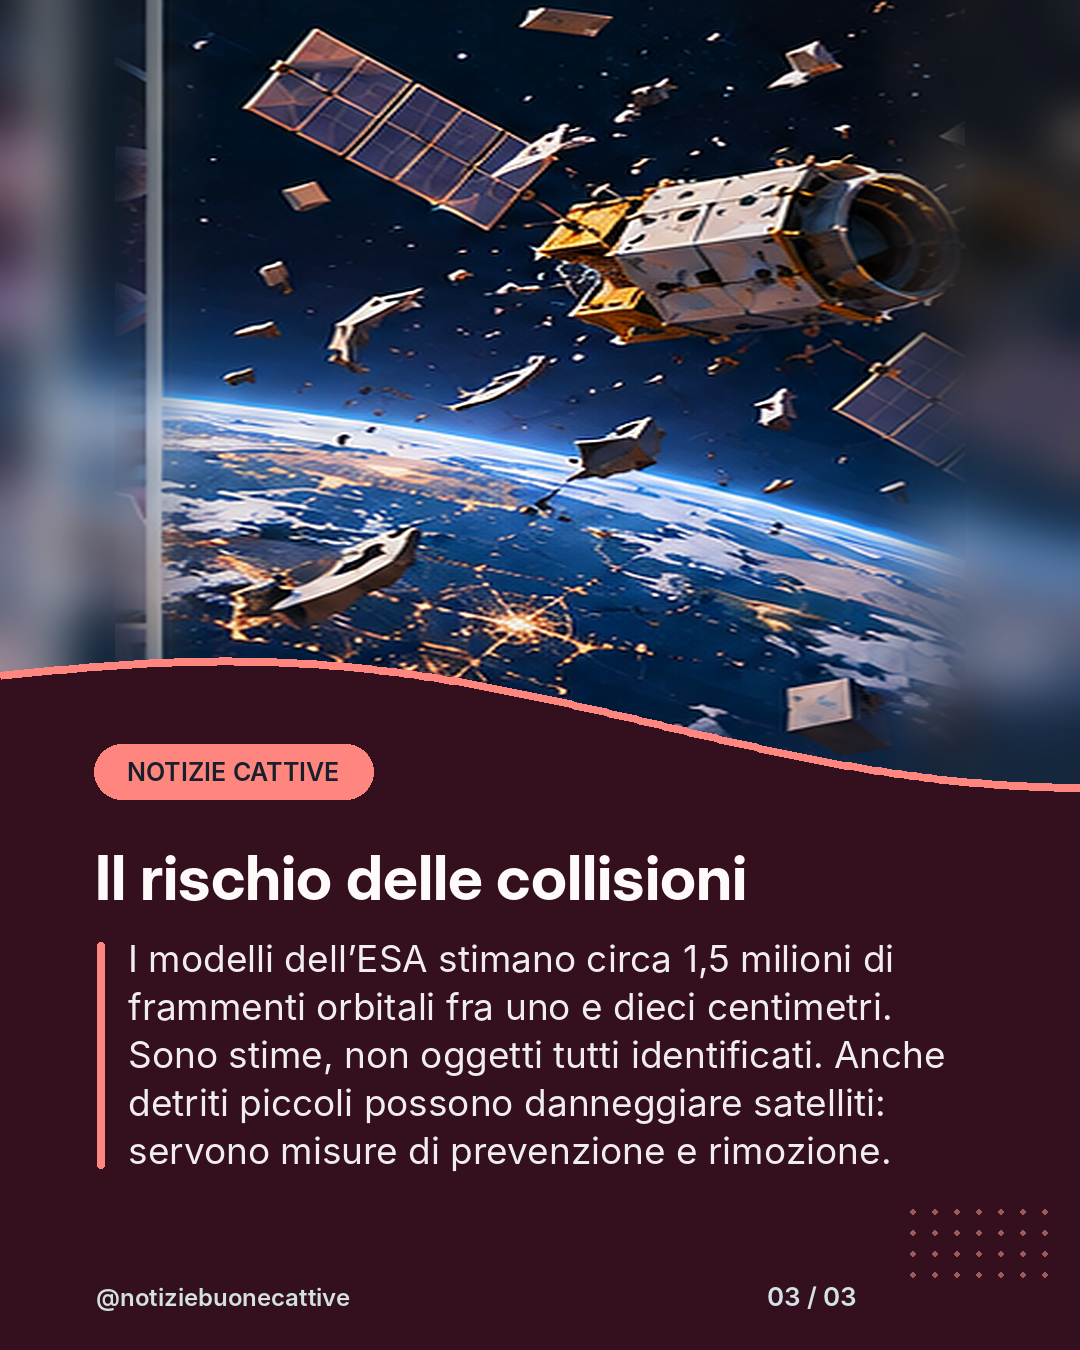 NOTIZIE CATTIVE
Il rischio delle collisioni
I modelli dell’ESA stimano circa 1,5 milioni di
frammenti orbitali fra uno e dieci centimetri.
Sono stime, non oggetti tutti identificati. Anche
detriti piccoli possono danneggiare satelliti:
servono misure di prevenzione e rimozione.
@notiziebuonecattive
03 / 03